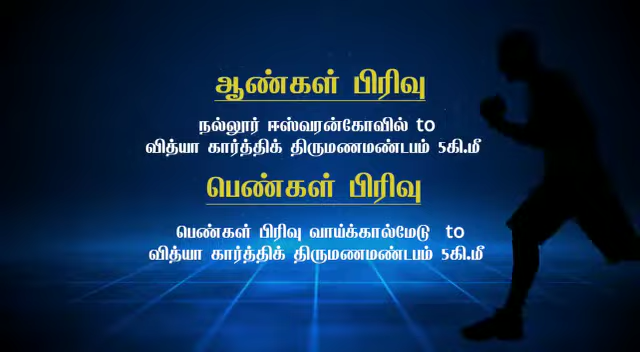 ஆண்கள் பிரிவு
நல்லூர் ஈஸ்வரன்கோவில் to
வித்யா கார்த்திக் திருமணமண்டபம் 5கி.மீ
பெண்கள் பிரிவு
பெண்கள் பிரிவு வாய்க்கால்மேடு to
வித்யா கார்த்திக் திருமணமண்டபம் 5கி.மீ